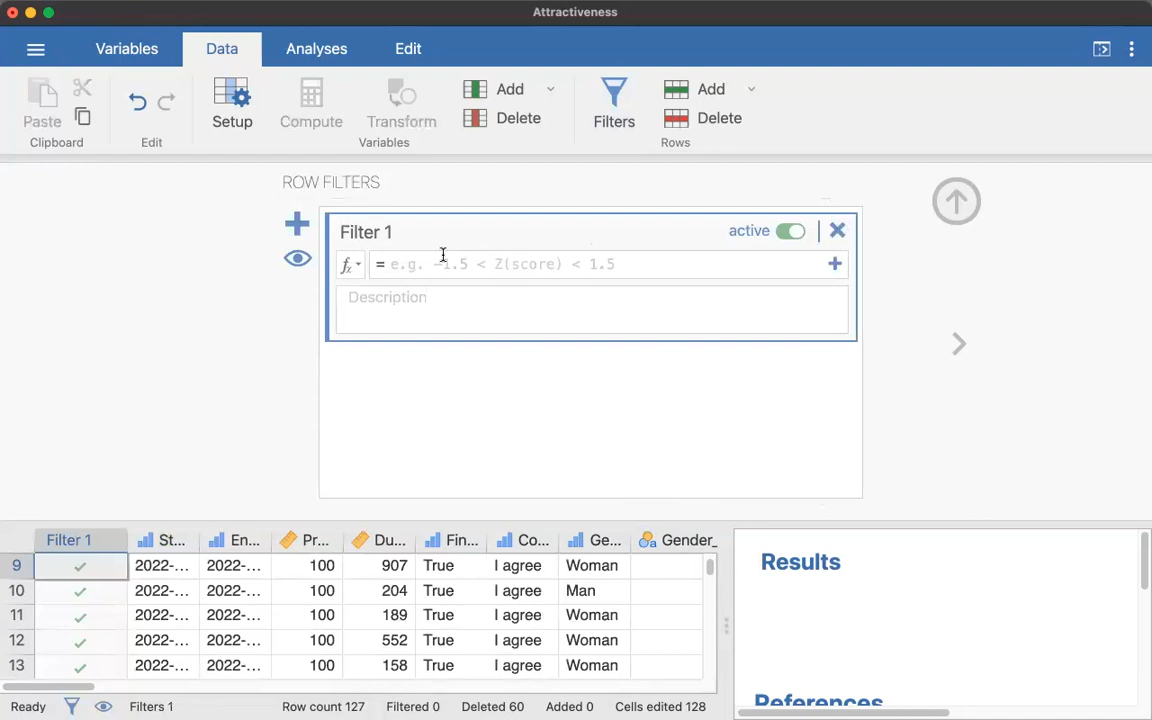 Attractiveness
Variables Data Analyses Edit
Paste Setup Compute Transform Add Delete Filters Add Delete
Clipboard Edit Variables Rows
ROW FILTERS
Filter 1 active
fx = e.g. -1.5 < Z(score) < 1.5
Description
Filter 1 St... En... Pr... Du... Fin... Co... Ge... Gender_
9 2022-... 2022-... 100 907 True I agree Woman
10 2022-... 2022-... 100 204 True I agree Man
11 2022-... 2022-... 100 189 True I agree Woman
12 2022-... 2022-... 100 552 True I agree Woman
13 2022-... 2022-... 100 158 True I agree Woman
Results
References
Ready Filters 1 Row count 127 Filtered 0 Deleted 60 Added 0 Cells edited 128